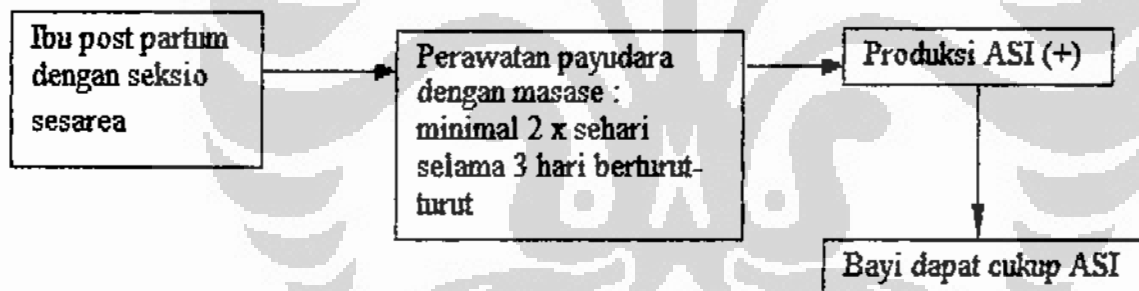 Ibu post partum
dengan seksio
sesarea
Perawatan payudara
dengan masase :
minimal 2 x sehari
selama 3 hari berturut-
turut
Produksi ASI (+)
Bayi dapat cukup ASI